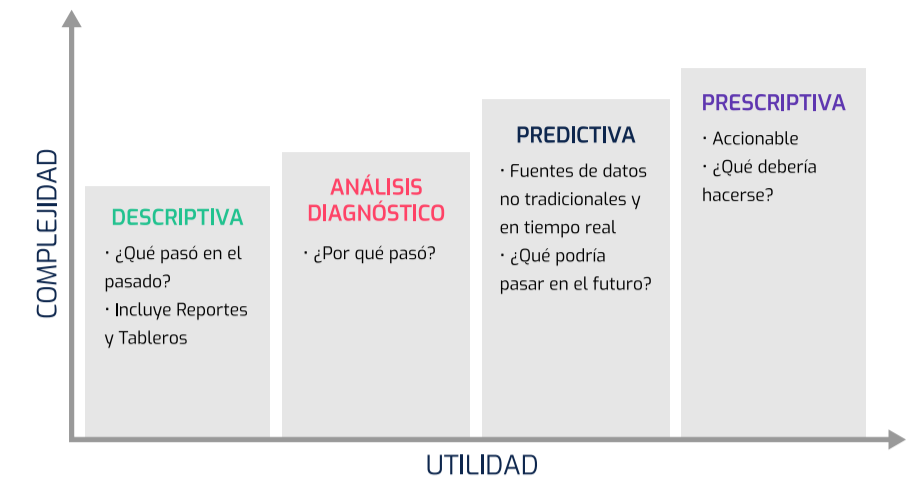 COMPLEJIDAD
DESCRIPTIVA
· ¿Qué pasó en el
pasado?
· Incluye Reportes
y Tableros
ANÁLISIS
DIAGNÓSTICO
· ¿Por qué pasó?
PREDICTIVA
· Fuentes de datos
no tradicionales y
en tiempo real
· ¿Qué podría
pasar en el futuro?
PRESCRIPTIVA
· Accionable
· ¿Qué debería
hacerse?
UTILIDAD